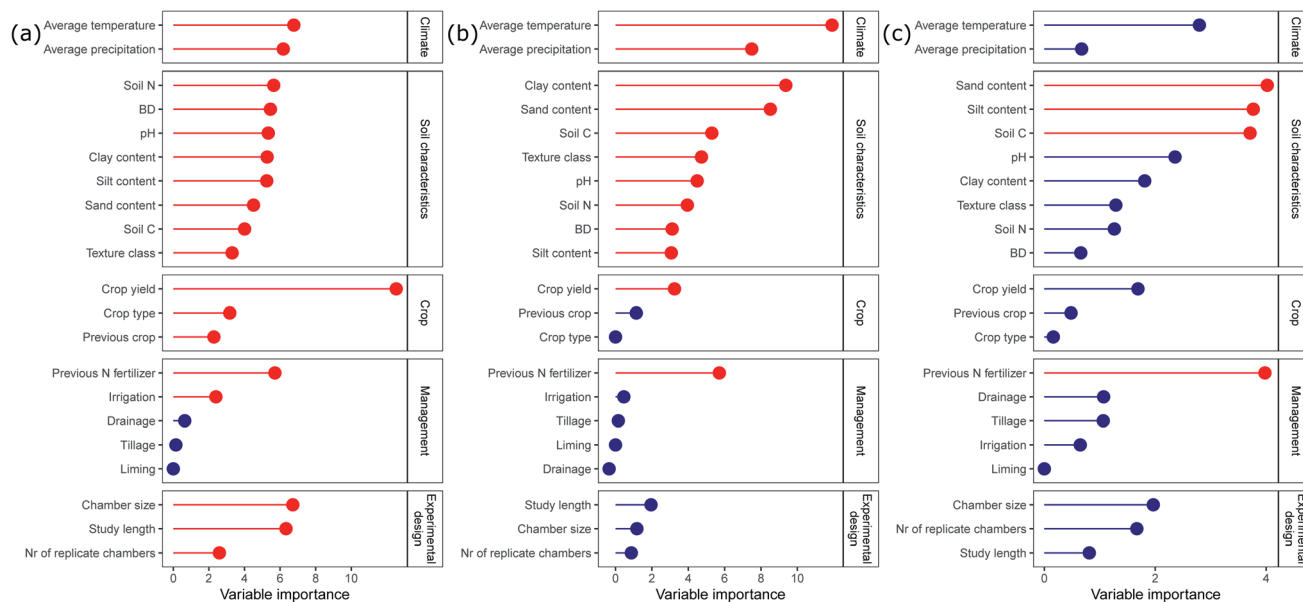 (a)
Average temperature
Average precipitation
Climate
Soil N
BD
pH
Clay content
Silt content
Sand content
Soil C
Texture class
Soil characteristics
Crop yield
Crop type
Previous crop
Crop
Previous N fertilizer
Irrigation
Drainage
Tillage
Liming
Management
Chamber size
Study length
Nr of replicate chambers
Experimental
design
0 2 4 6 8 10
Variable importance
(b)
Average temperature
Average precipitation
Climate
Clay content
Sand content
Soil C
Texture class
pH
Soil N
BD
Silt content
Soil characteristics
Crop yield
Previous crop
Crop type
Crop
Previous N fertilizer
Irrigation
Tillage
Liming
Drainage
Management
Study length
Chamber size
Nr of replicate chambers
Experimental
design
0 2 4 6 8 10
Variable importance
(c)
Average temperature
Average precipitation
Climate
Sand content
Silt content
Soil C
pH
Clay content
Texture class
Soil N
BD
Soil characteristics
Crop yield
Previous crop
Crop type
Crop
Previous N fertilizer
Drainage
Tillage
Irrigation
Liming
Management
Chamber size
Nr of replicate chambers
Study length
Experimental
design
0 2 4
Variable importance